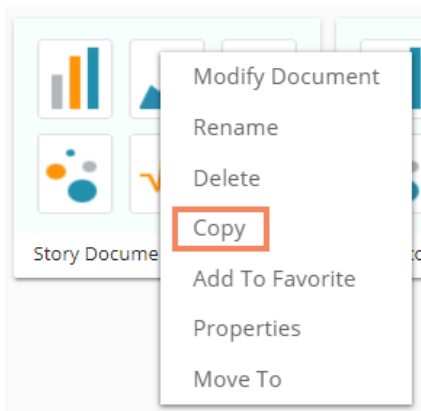 Modify Document
Rename
Delete
Copy
Story Docume
Add To Favorite
Properties
Move To